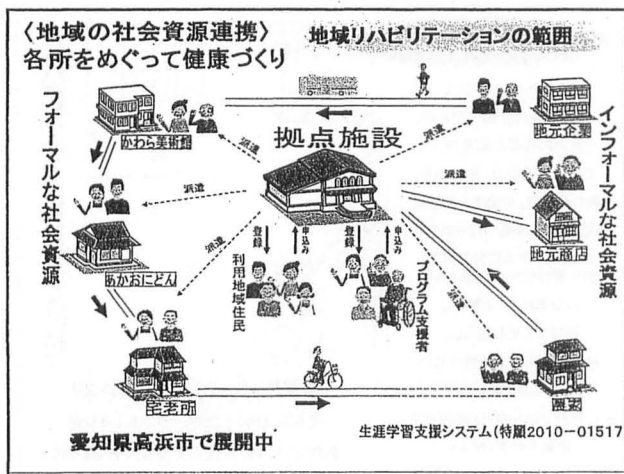 〈地域の社会資源連携〉
各所をめぐって健康づくり
地域リハビリテーションの範囲
フォーマルな社会資源
インフォーマルな社会資源
かわら美術館
地元企業
拠点施設
派遣
派遣
派遣
派遣
派遣
派遣
あかおにどん
地元商店
登録
申込み
登録
申込み
利用地域住民
プログラム支援者
宅老所
愛知県高浜市で展開中
生涯学習支援システム(特願2010-01517